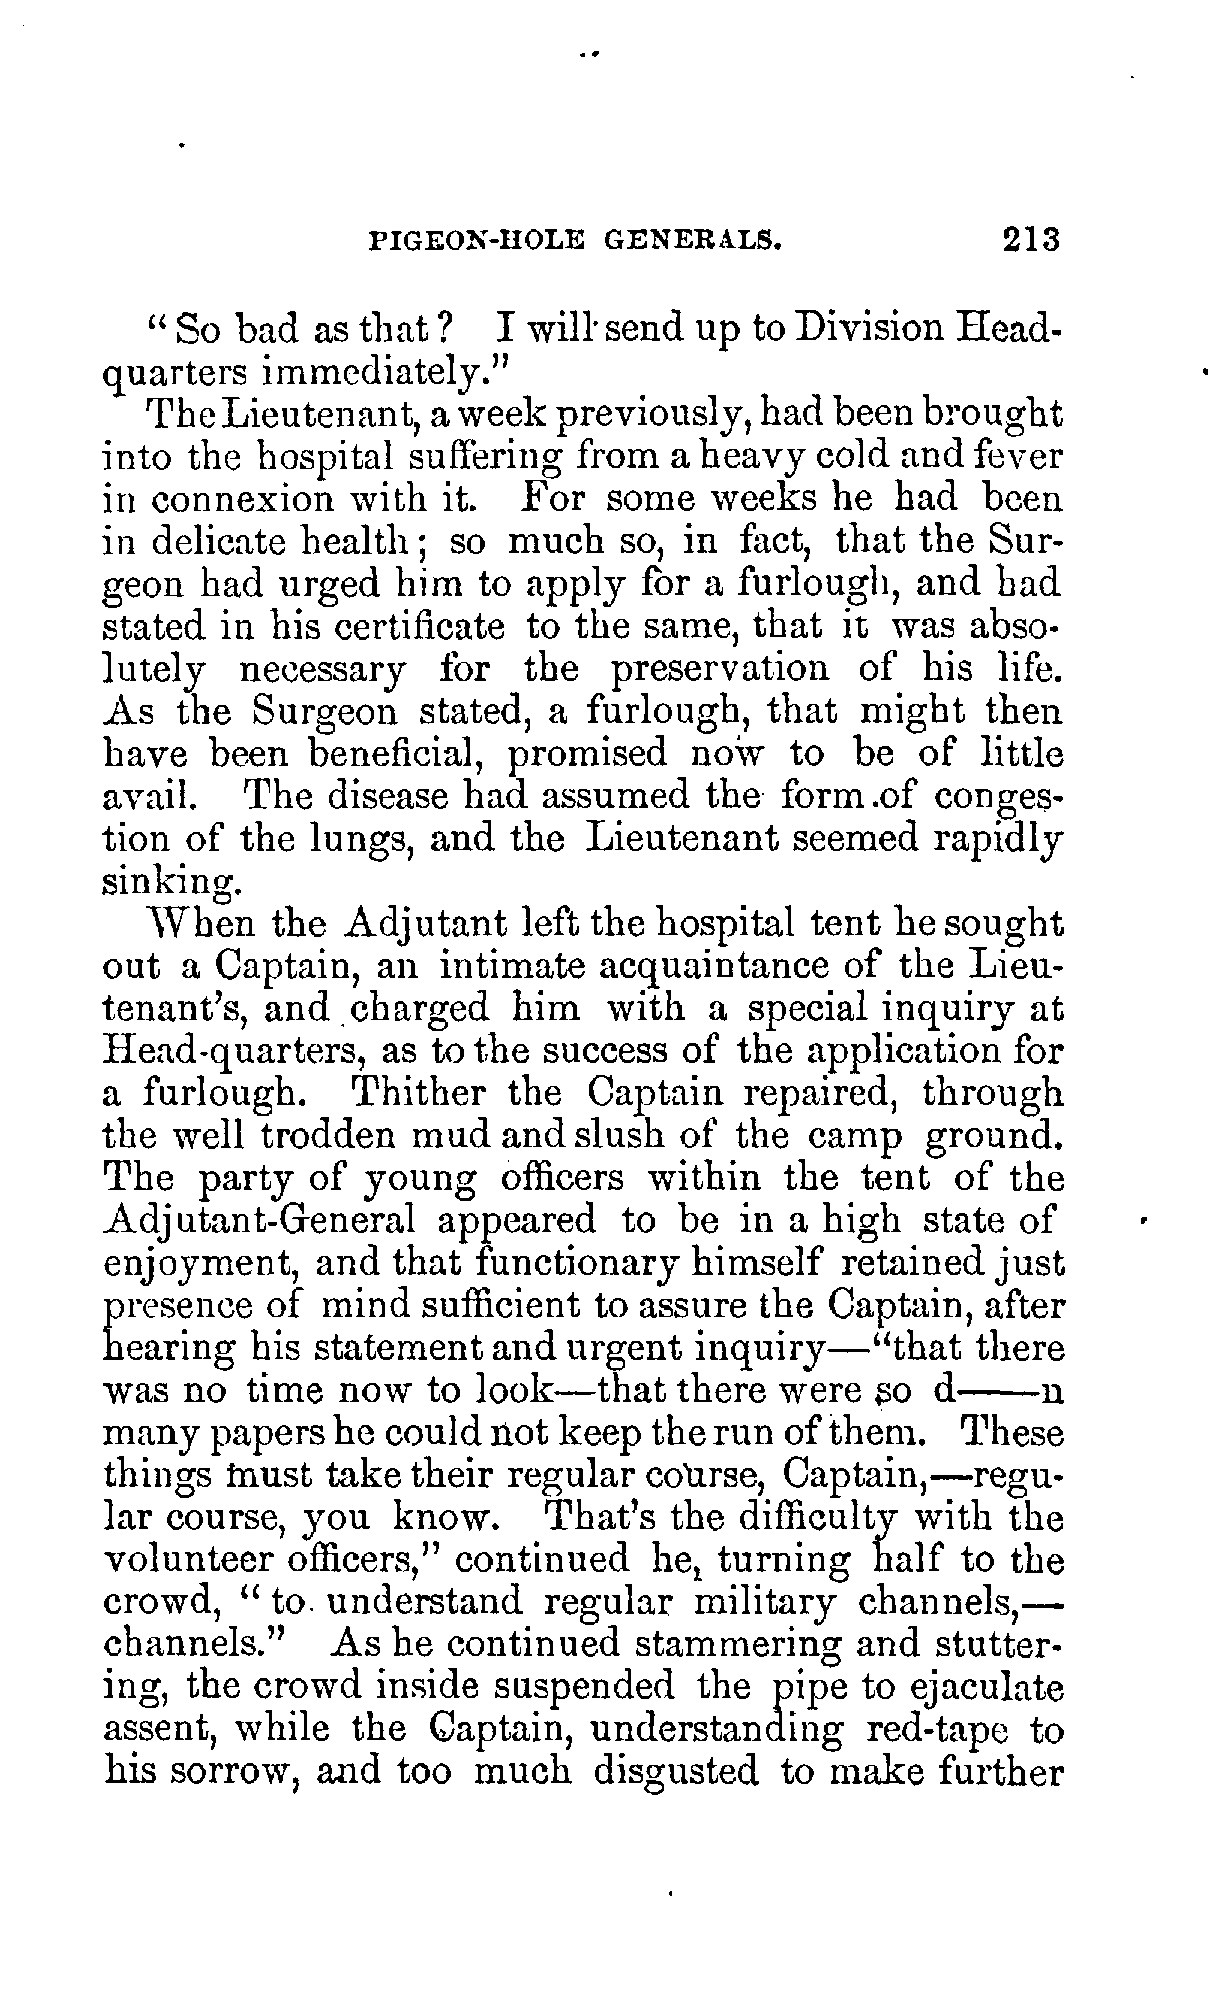 PIGEON-HOLE GENERALS. 213
"So bad as that? I will send up to Division Head-
quarters immediately."
The Lieutenant, a week previously, had been brought
into the hospital suffering from a heavy cold and fever
in connexion with it. For some weeks he had been
in delicate health; so much so, in fact, that the Sur-
geon had urged him to apply for a furlough, and had
stated in his certificate to the same, that it was abso-
lutely necessary for the preservation of his life.
As the Surgeon stated, a furlough, that might then
have been beneficial, promised now to be of little
avail. The disease had assumed the form of conges-
tion of the lungs, and the Lieutenant seemed rapidly
sinking.
When the Adjutant left the hospital tent he sought
out a Captain, an intimate acquaintance of the Lieu-
tenant's, and charged him with a special inquiry at
Head-quarters, as to the success of the application for
a furlough. Thither the Captain repaired, through
the well trodden mud and slush of the camp ground.
The party of young officers within the tent of the
Adjutant-General appeared to be in a high state of
enjoyment, and that functionary himself retained just
presence of mind sufficient to assure the Captain, after
hearing his statement and urgent inquiry—"that there
was no time now to look—that there were so d——n
many papers he could not keep the run of them. These
things must take their regular course, Captain,—regu-
lar course, you know. That's the difficulty with the
volunteer officers," continued he, turning half to the
crowd, "to understand regular military channels,—
channels." As he continued stammering and stutter-
ing, the crowd inside suspended the pipe to ejaculate
assent, while the Captain, understanding red-tape to
his sorrow, and too much disgusted to make further